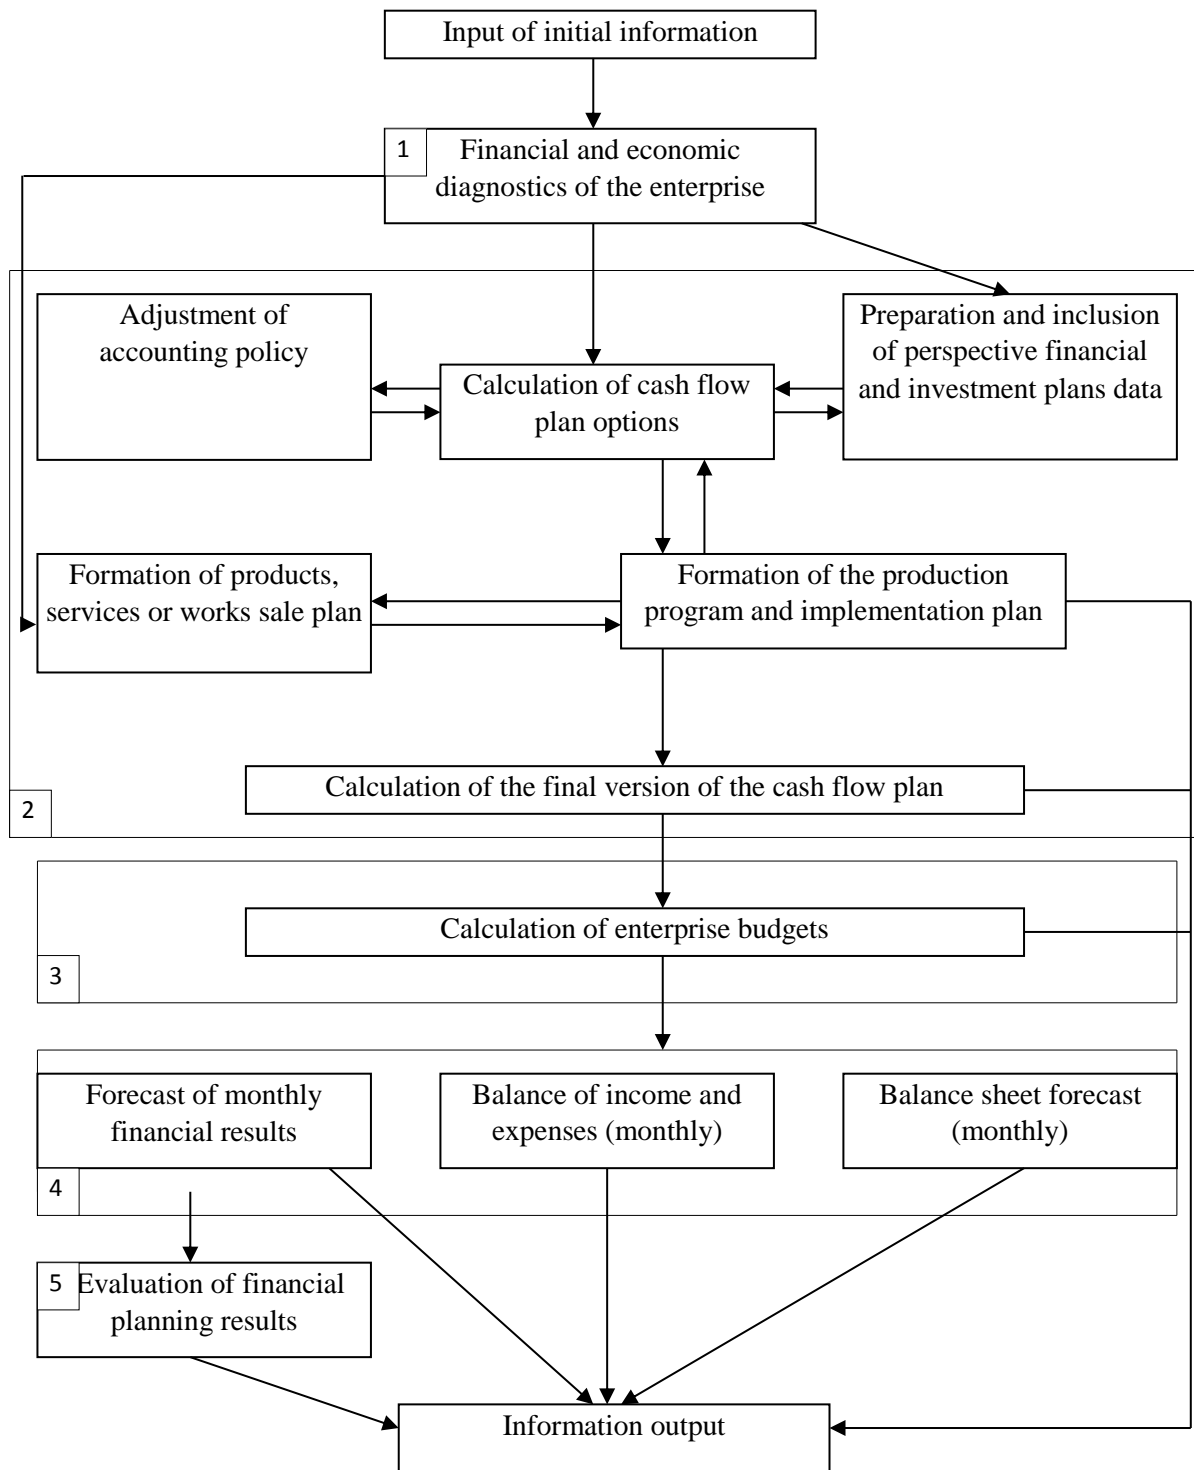 Input of initial information
1
Financial and economic
diagnostics of the enterprise
Adjustment of
accounting policy
Calculation of cash flow
plan options
Preparation and inclusion
of perspective financial
and investment plans data
Formation of products,
services or works sale plan
Formation of the production
program and implementation plan
Calculation of the final version of the cash flow plan
2
Calculation of enterprise budgets
3
Forecast of monthly
financial results
Balance of income and
expenses (monthly)
Balance sheet forecast
(monthly)
4
5
Evaluation of financial
planning results
Information output